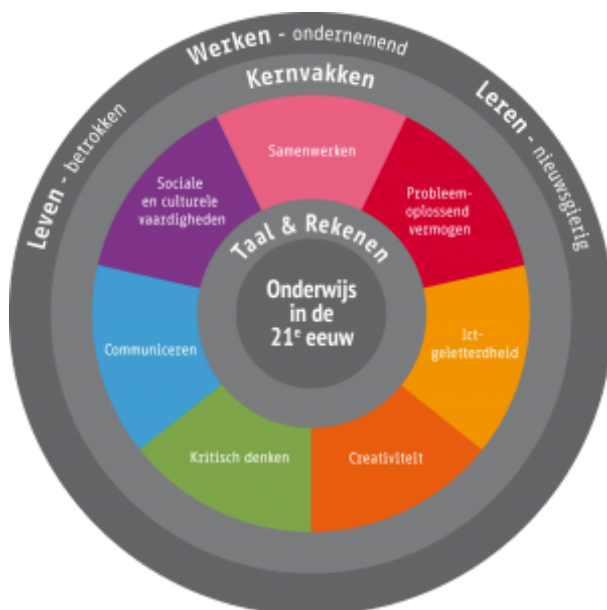 Werken - ondernemend
Leren - nieuwsgierig
Leven - betrokken
Kernvakken
Samenwerken
Probleem-
oplossend
vermogen
Ict-
geletterdheid
Creativiteit
Kritisch denken
Communiceren
Sociale
en culturele
vaardigheden
Taal & Rekenen
Onderwijs
in de
21e eeuw